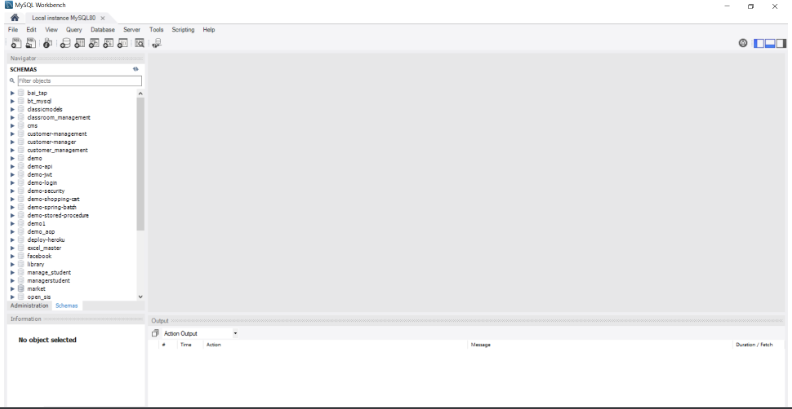 MySQL Workbench
Local instance MySQL80 ×
File Edit View Query Database Server Tools Scripting Help
Navigator
SCHEMAS
Filter objects
bai_tap
bt_mysql
classicmodels
classroom_management
cms
customer-management
customer-manager
customer_management
demo
demo-api
demo-jwt
demo-login
demo-security
demo-shopping-cart
demo-spring-batch
demo-stored-procedure
demo1
demo_aop
deploy-heroku
excel_master
facebook
library
manage_student
managerstudent
market
open_sis
Administration Schemas
Information
No object selected
Output
Action Output
# Time Action Message Duration / Fetch